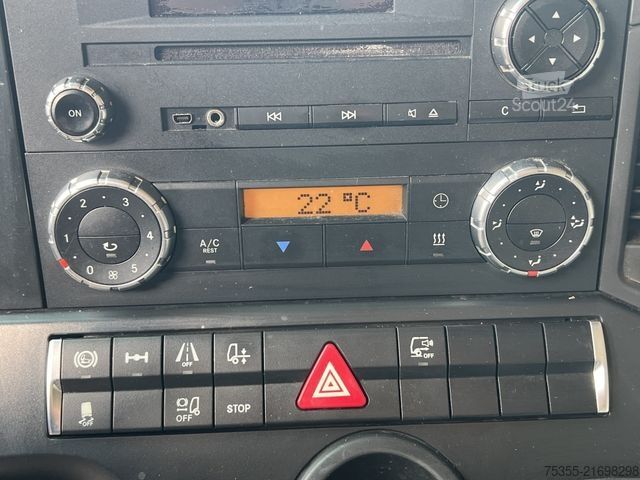 Truck
Scout24
ON
C
22 °C
1 2 3 4 5 0
A/C
REST
OFF
OFF
OFF
OFF
STOP
75355-21698298